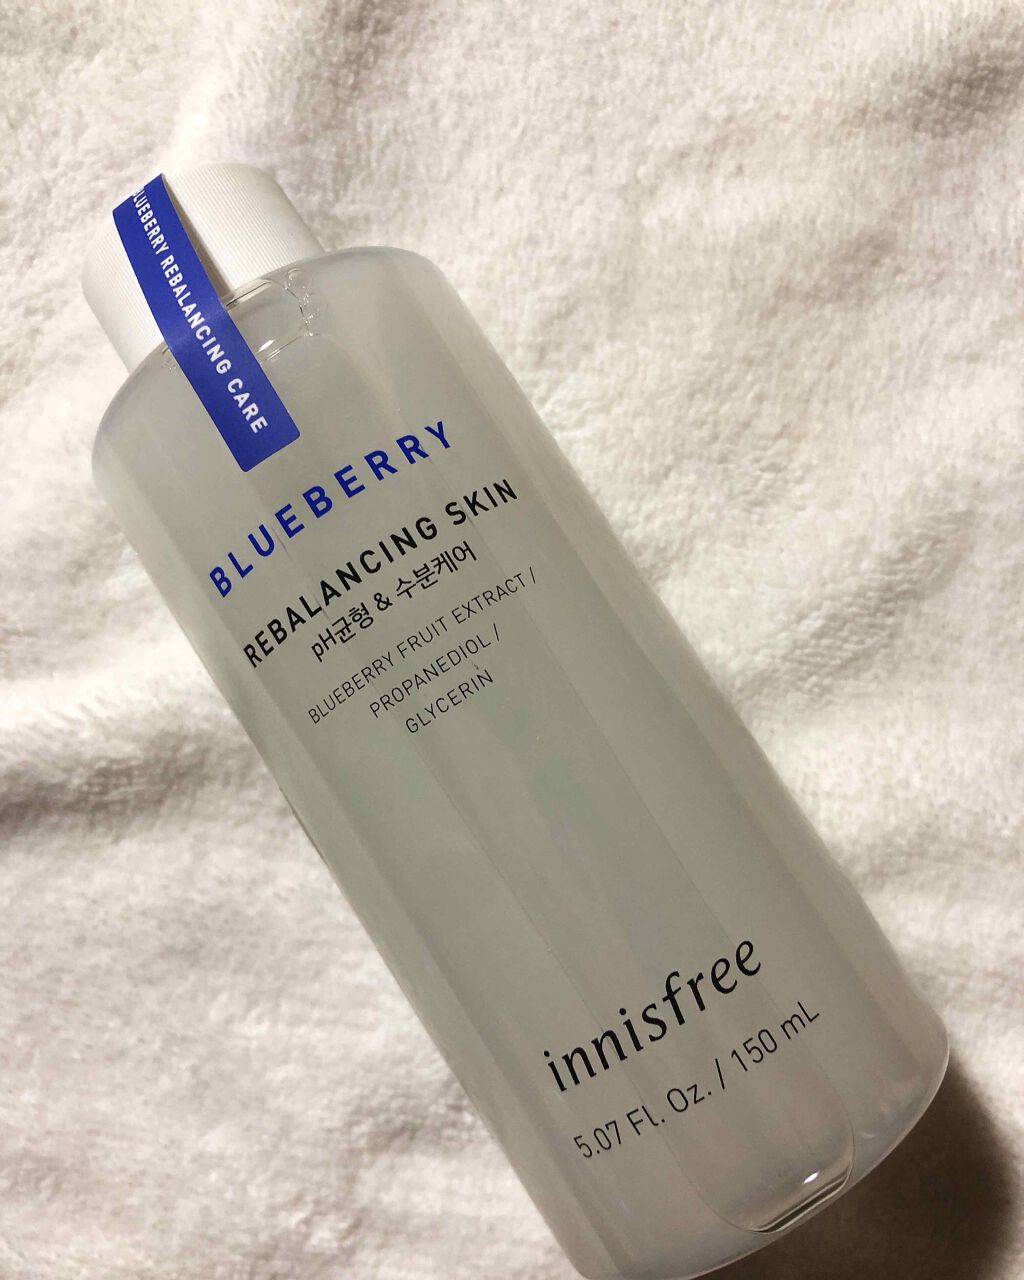 BLUEBERRY REBALANCING CARE
BLUEBERRY
REBALANCING SKIN
pH균형 & 수분케어
BLUEBERRY FRUIT EXTRACT /
PROPANEDIOL /
GLYCERIN
innisfree
5.07 FL. Oz. / 150 mL